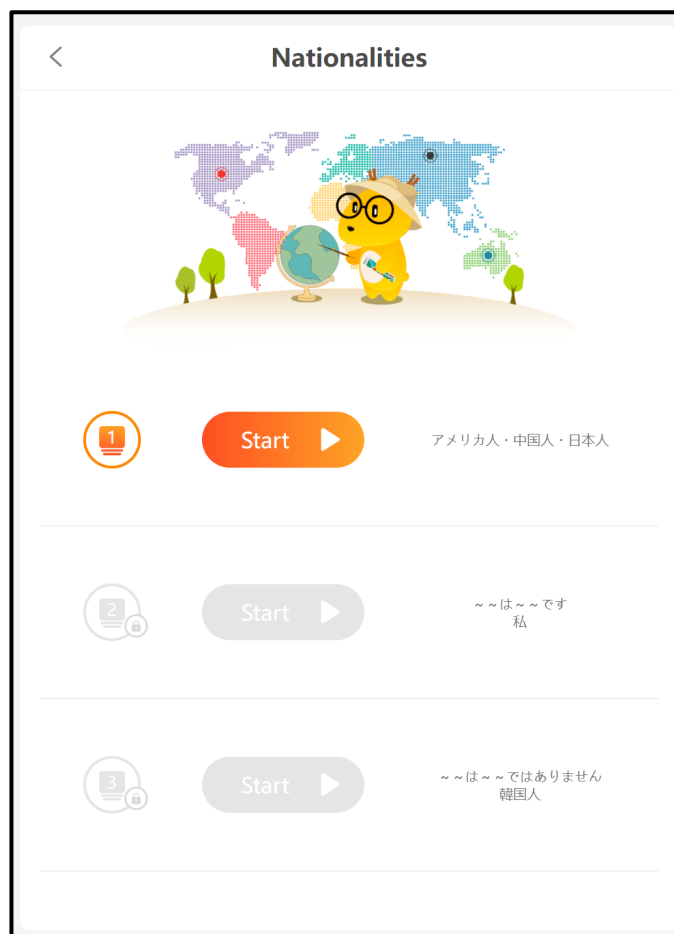 Nationalities
1
Start
アメリカ人・中国人・日本人
2
Start
~~は~~です
私
3
Start
~~は~~ではありません
韓国人